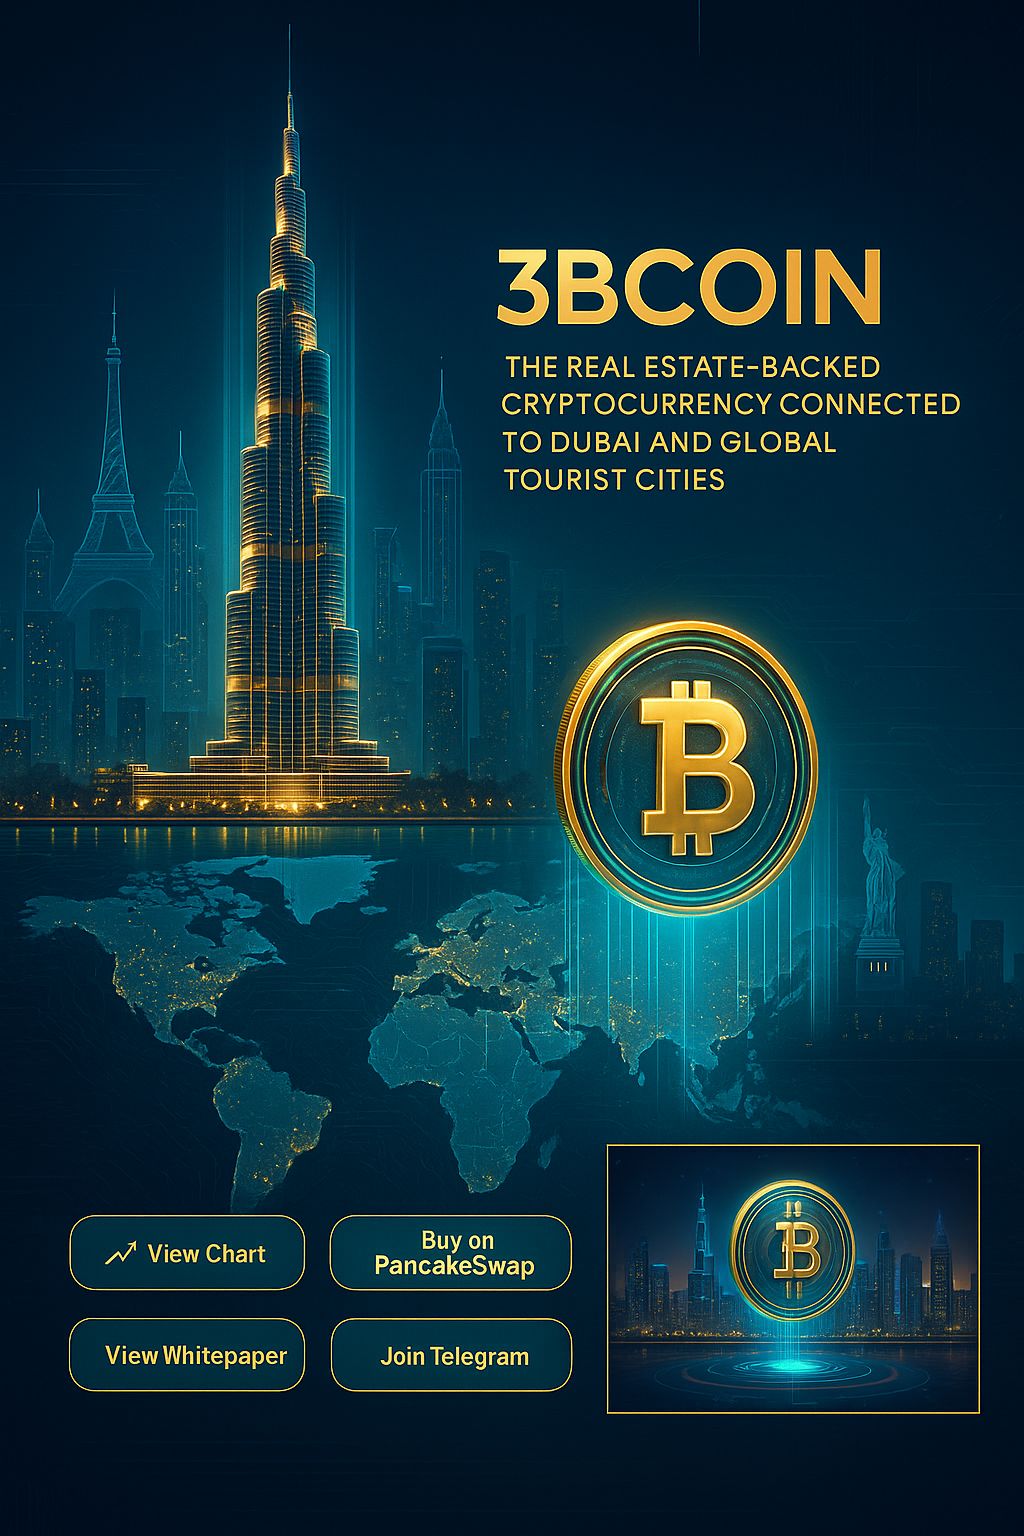 3BCOIN
THE REAL ESTATE-BACKED
CRYPTOCURRENCY CONNECTED
TO DUBAI AND GLOBAL
TOURIST CITIES
View Chart
Buy on
PancakeSwap
View Whitepaper
Join Telegram